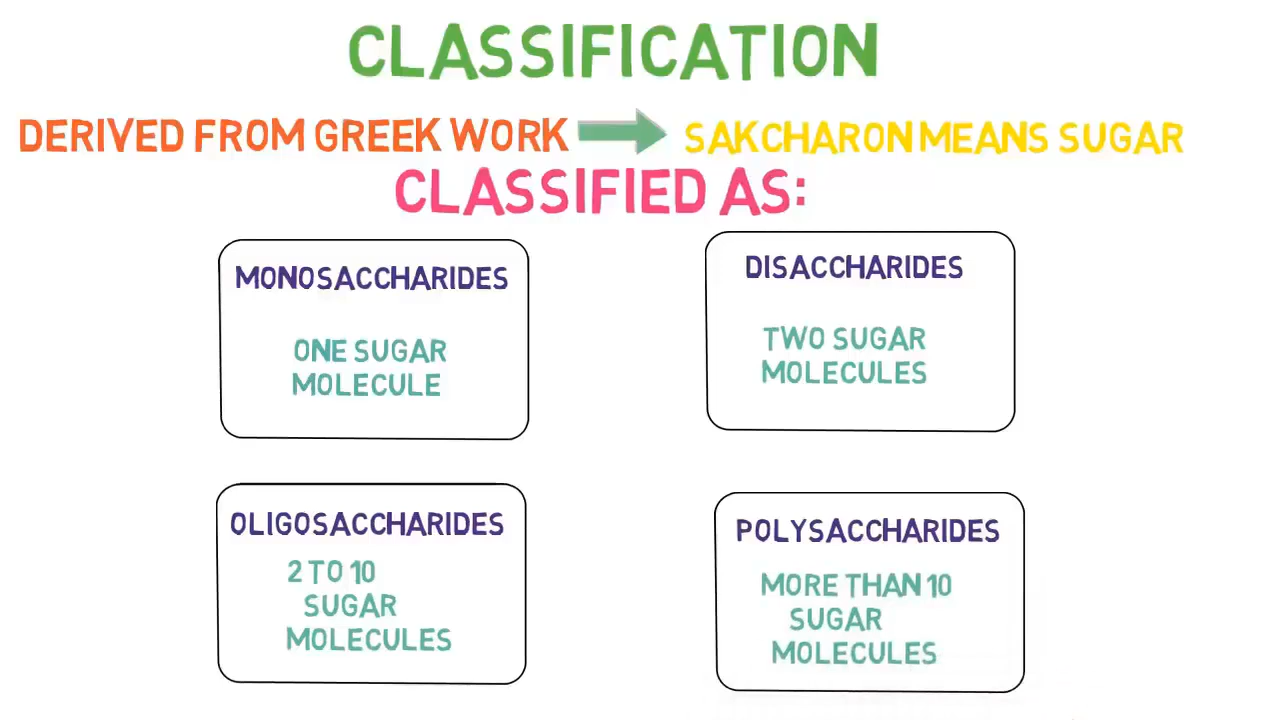 CLASSIFICATION
DERIVED FROM GREEK WORK
SAKCHARON MEANS SUGAR
CLASSIFIED AS:
MONOSACCHARIDES
ONE SUGAR
MOLECULE
DISACCHARIDES
TWO SUGAR
MOLECULES
OLIGOSACCHARIDES
2 TO 10
SUGAR
MOLECULES
POLYSACCHARIDES
MORE THAN 10
SUGAR
MOLECULES